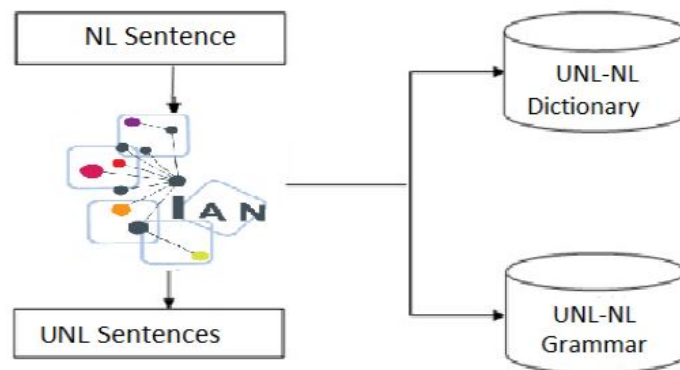 NL Sentence
UNL-NL
Dictionary
IAN
UNL Sentences
UNL-NL
Grammar